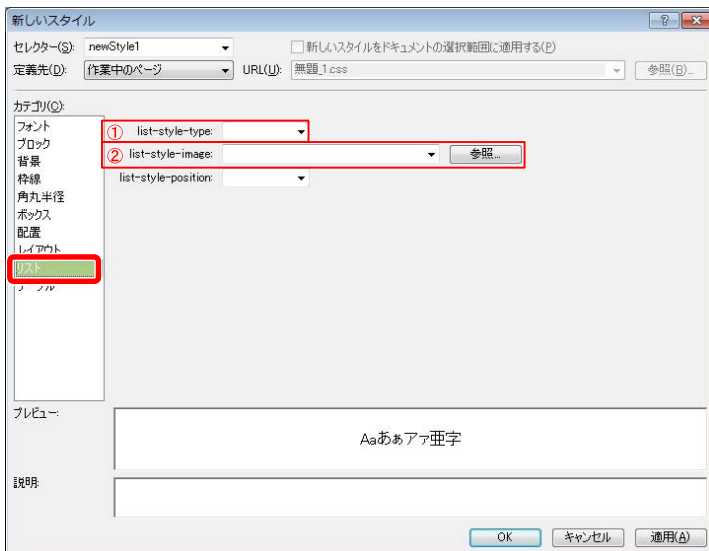 新しいスタイル
セレクター(S): newStyle1 新しいスタイルをドキュメントの選択範囲に適用する(P)
定義先(D): 作業中のページ URL(U): 無題_1.css 参照(B)...
カテゴリ(C):
フォント
ブロック
背景
枠線
角丸半径
ボックス
配置
レイアウト
リスト
テーブル
① list-style-type:
② list-style-image: 参照...
list-style-position:
プレビュー:
Aaあぁアァ亜字
説明:
OK キャンセル 適用(A)